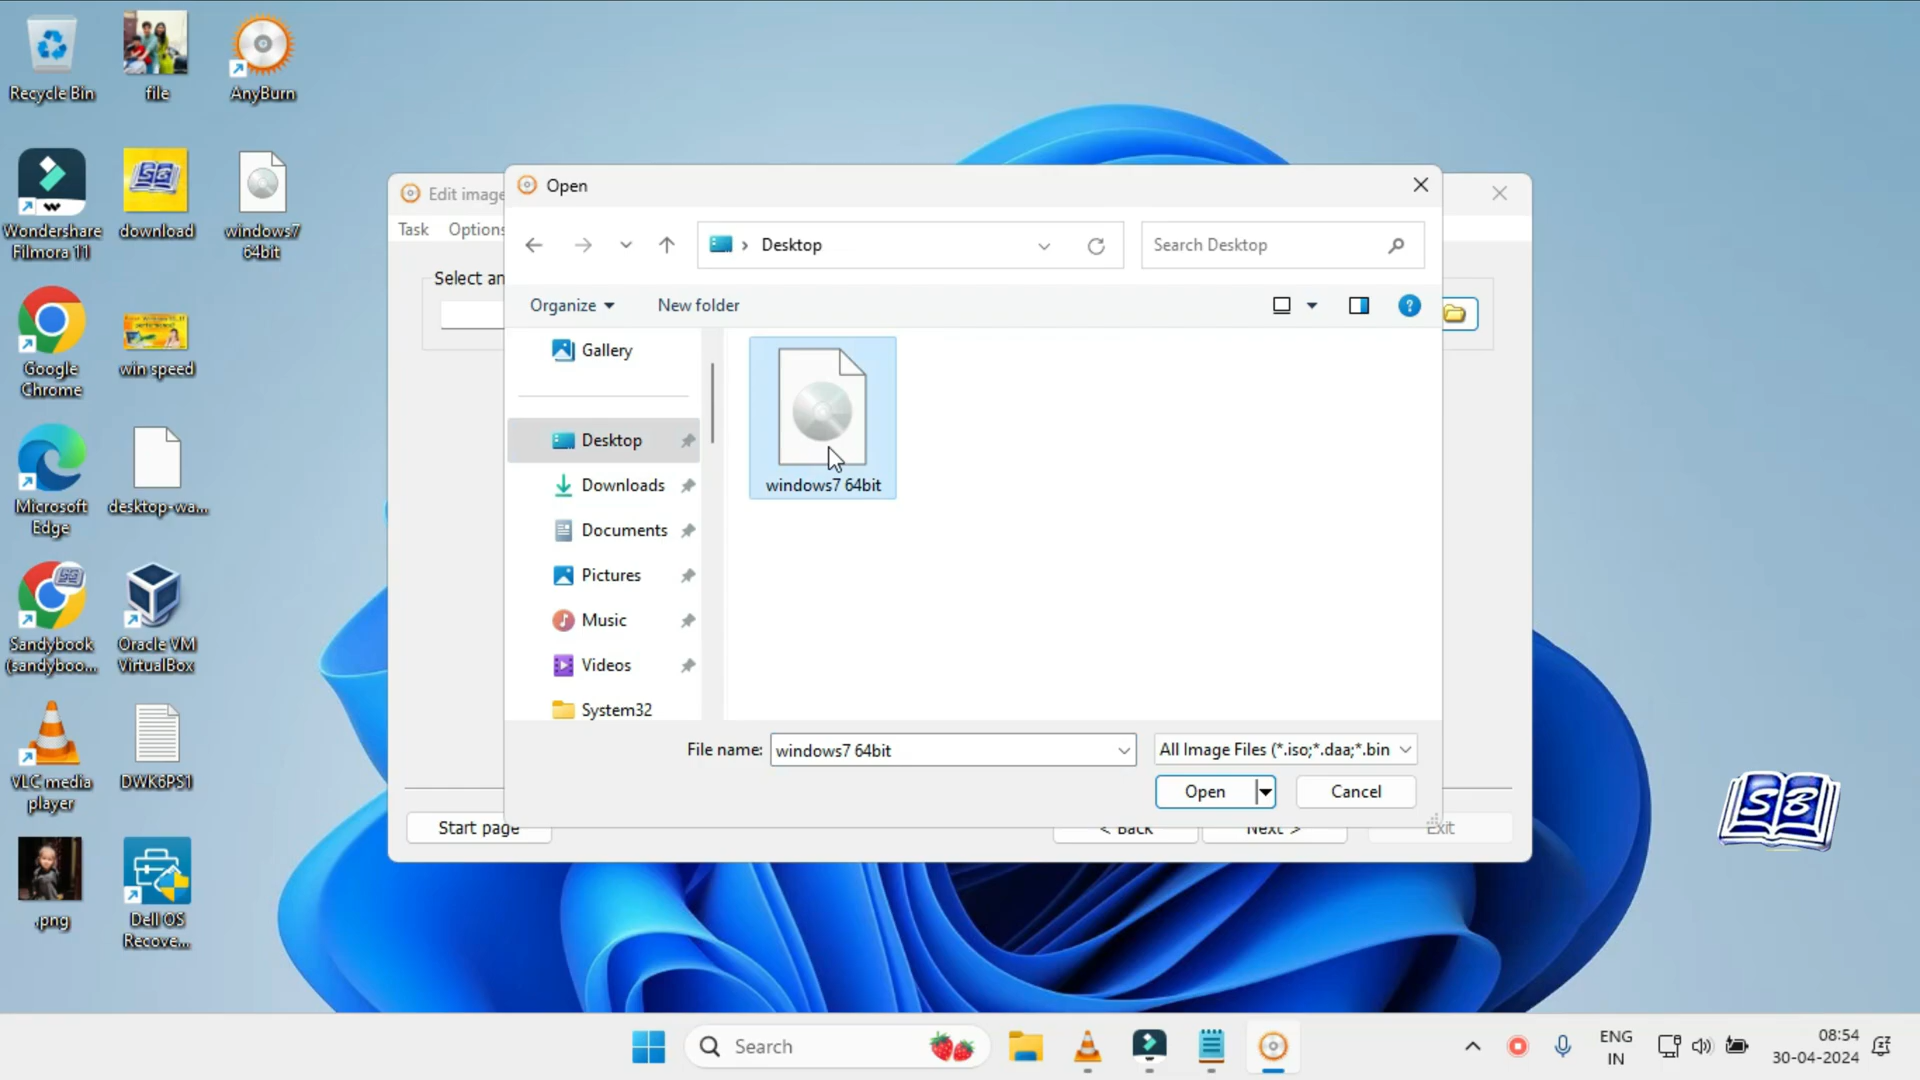 Recycle Bin
file
AnyBurn
Wondershare
Filmora 11
download
windows7
64bit
Google
Chrome
win speed
Microsoft
Edge
desktop-wa...
Sandybook
(sandyboo...
Oracle VM
VirtualBox
VLC media
player
DWK6PS1
.png
Dell OS
Recove...
Edit image
Task Options
Select an
Start page
< Back
Next >
Exit
Open
Desktop
Search Desktop
Organize
New folder
Gallery
Desktop
Downloads
Documents
Pictures
Music
Videos
System32
windows7 64bit
File name:
windows7 64bit
All Image Files (*.iso;*.daa;*.bin
Open
Cancel
SB
Search
ENG
IN
08:54
30-04-2024